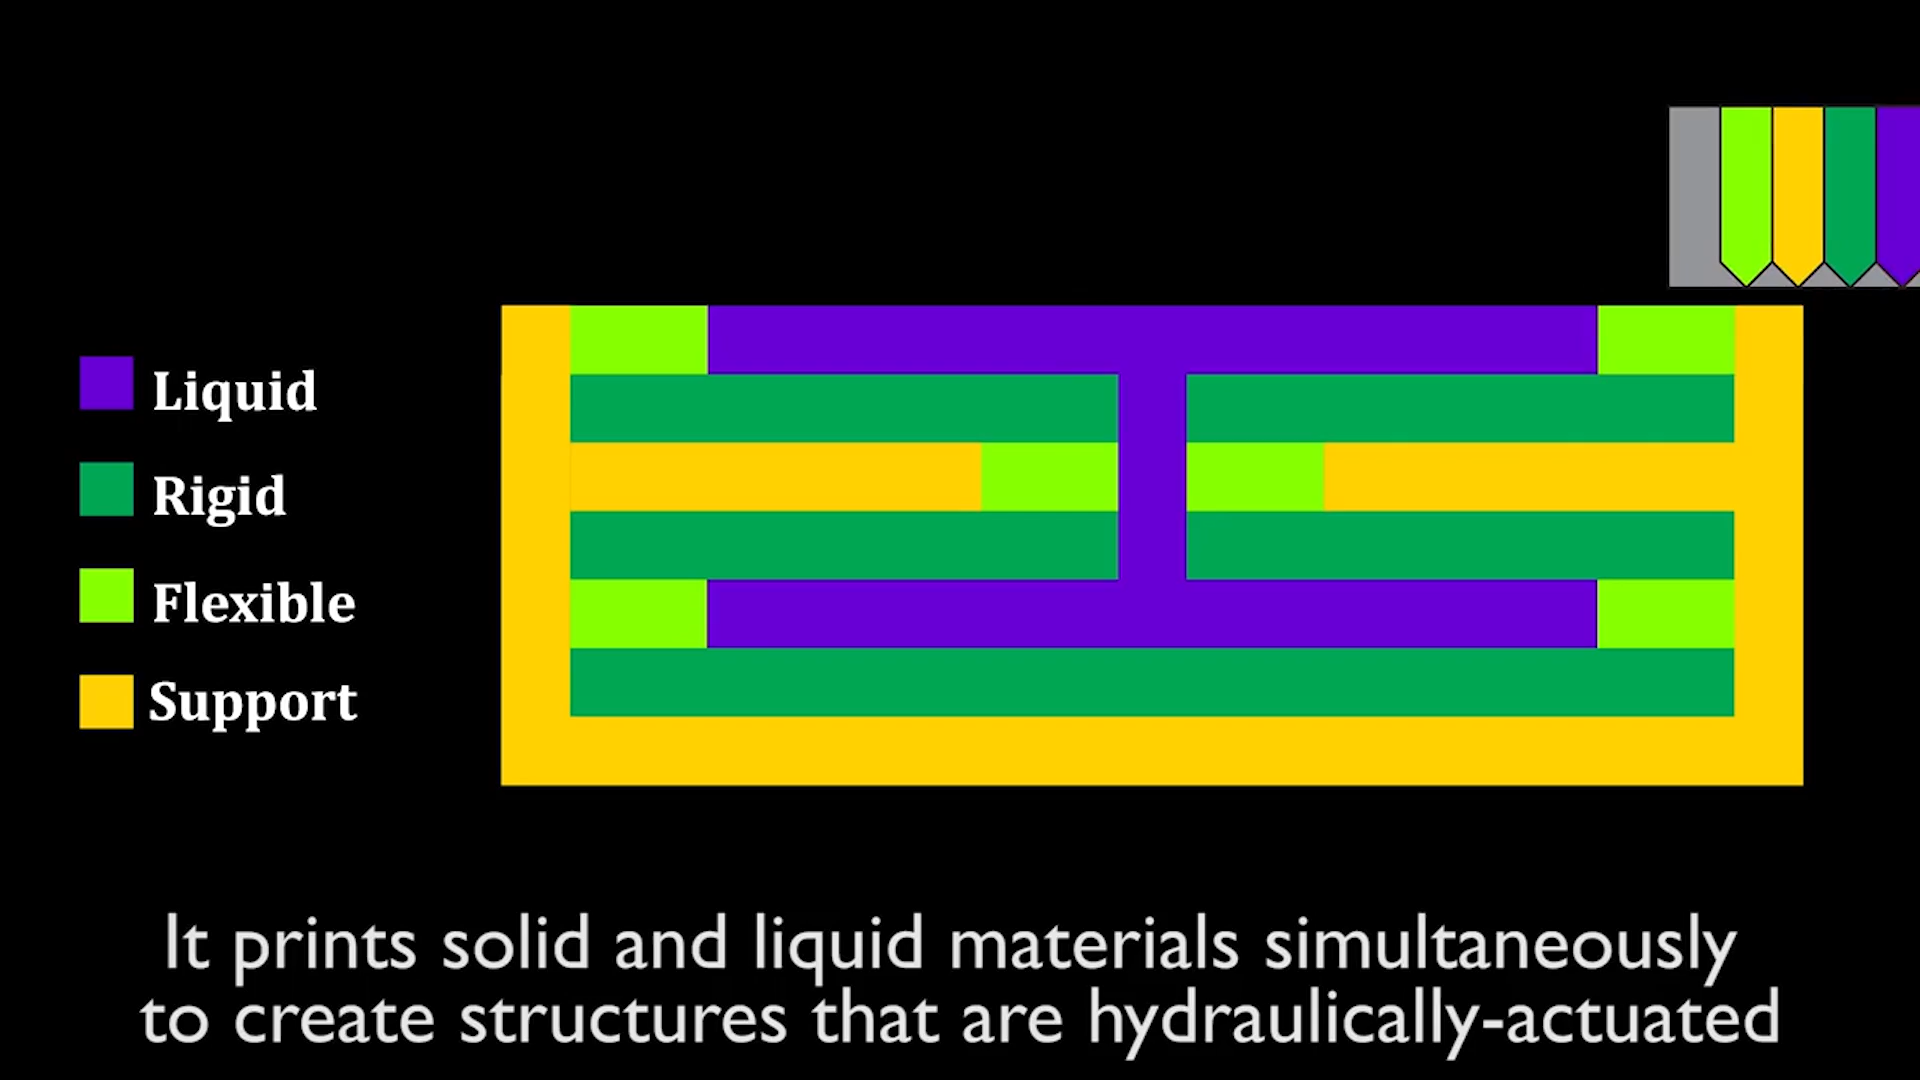 Liquid
Rigid
Flexible
Support
It prints solid and liquid materials simultaneously
to create structures that are hydraulically-actuated